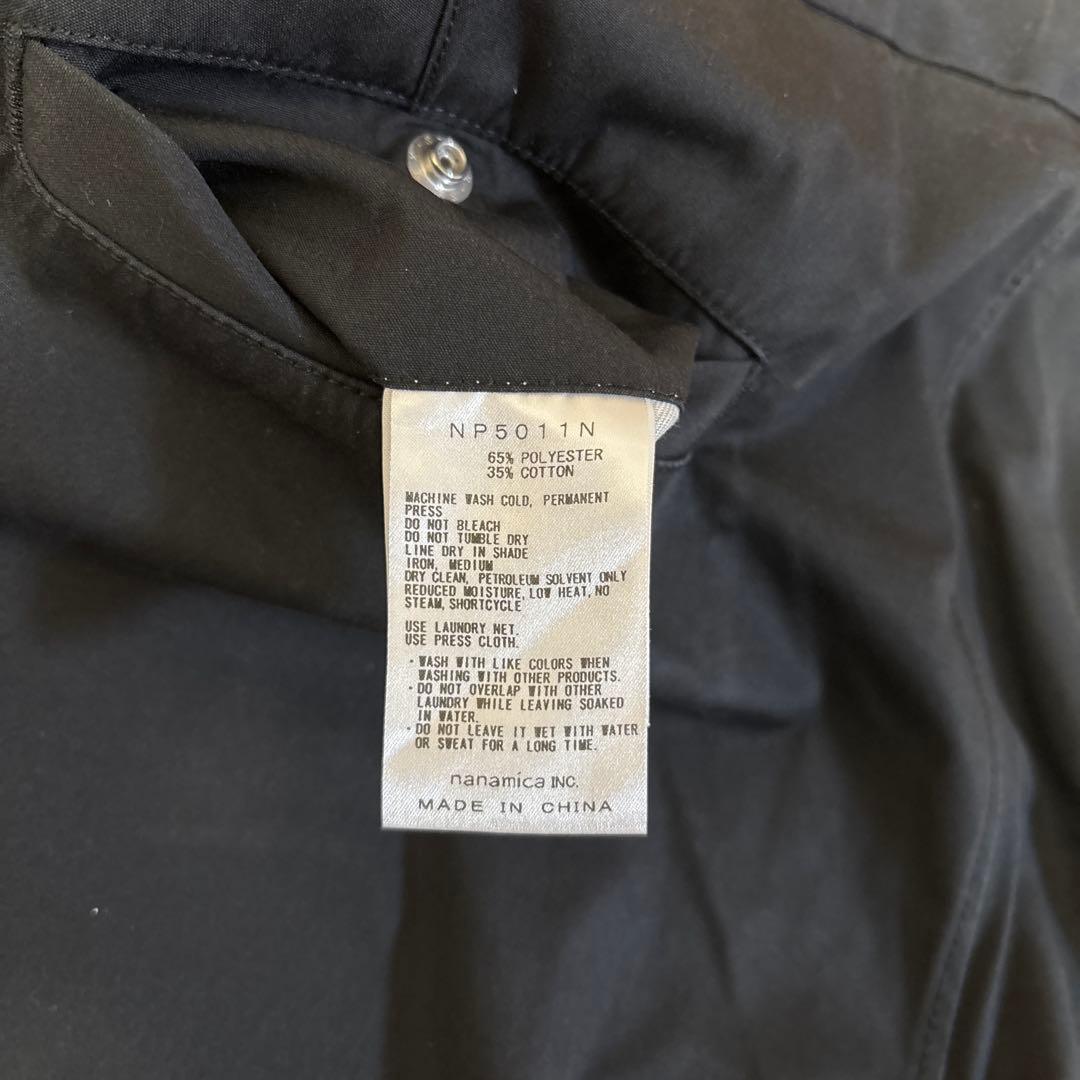 NP5011N
65% POLYESTER
35% COTTON
MACHINE WASH COLD, PERMANENT
PRESS
DO NOT BLEACH
DO NOT TUMBLE DRY
LINE DRY IN SHADE
IRON, MEDIUM
DRY CLEAN, PETROLEUM SOLVENT ONLY
REDUCED MOISTURE, LOW HEAT, NO
STEAM, SHORTCYCLE
USE LAUNDRY NET.
USE PRESS CLOTH.
・WASH WITH LIKE COLORS WHEN
WASHING WITH OTHER PRODUCTS.
・DO NOT OVERLAP WITH OTHER
LAUNDRY WHILE LEAVING SOAKED
IN WATER.
・DO NOT LEAVE IT WET WITH WATER
OR SWEAT FOR A LONG TIME.
nanamica INC.
MADE IN CHINA